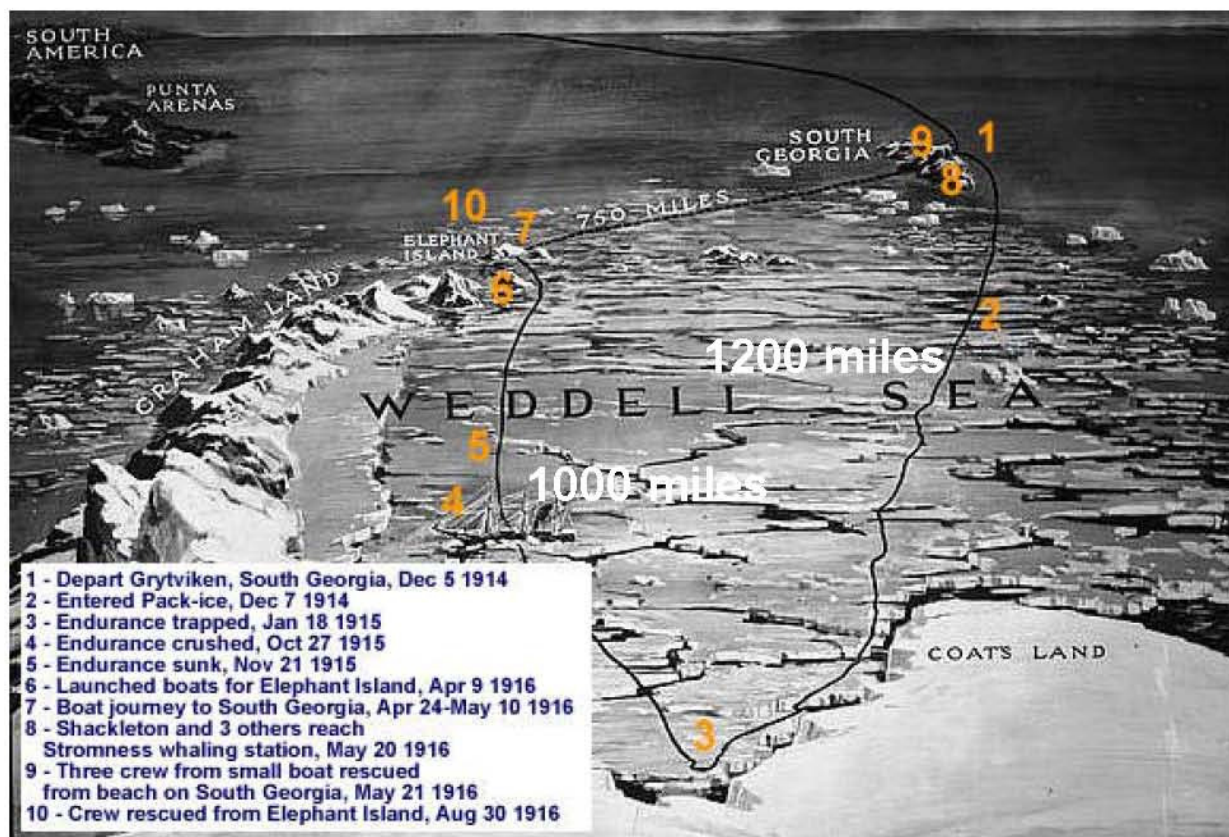 SOUTH
AMERICA
PUNTA
ARENAS
SOUTH
GEORGIA
9
1
8
10
7
750 MILES
ELEPHANT
ISLAND
6
GRAHAM LAND
2
1200 miles
WEDDELL SEA
5
1000 miles
4
1 - Depart Grytviken, South Georgia, Dec 5 1914
2 - Entered Pack-ice, Dec 7 1914
3 - Endurance trapped, Jan 18 1915
4 - Endurance crushed, Oct 27 1915
5 - Endurance sunk, Nov 21 1915
6 - Launched boats for Elephant Island, Apr 9 1916
7 - Boat journey to South Georgia, Apr 24-May 10 1916
8 - Shackleton and 3 others reach
Stromness whaling station, May 20 1916
9 - Three crew from small boat rescued
from beach on South Georgia, May 21 1916
10 - Crew rescued from Elephant Island, Aug 30 1916
COAT'S LAND
3